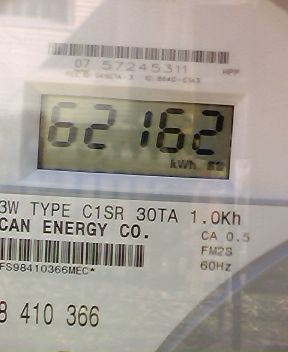 07 57245311 HPP
62162
kWh
3W TYPE C1SR 30TA 1.0Kh
CAN ENERGY CO.
CA 0.5
FM2S
FS98410366MEC*
60Hz
8 410 366